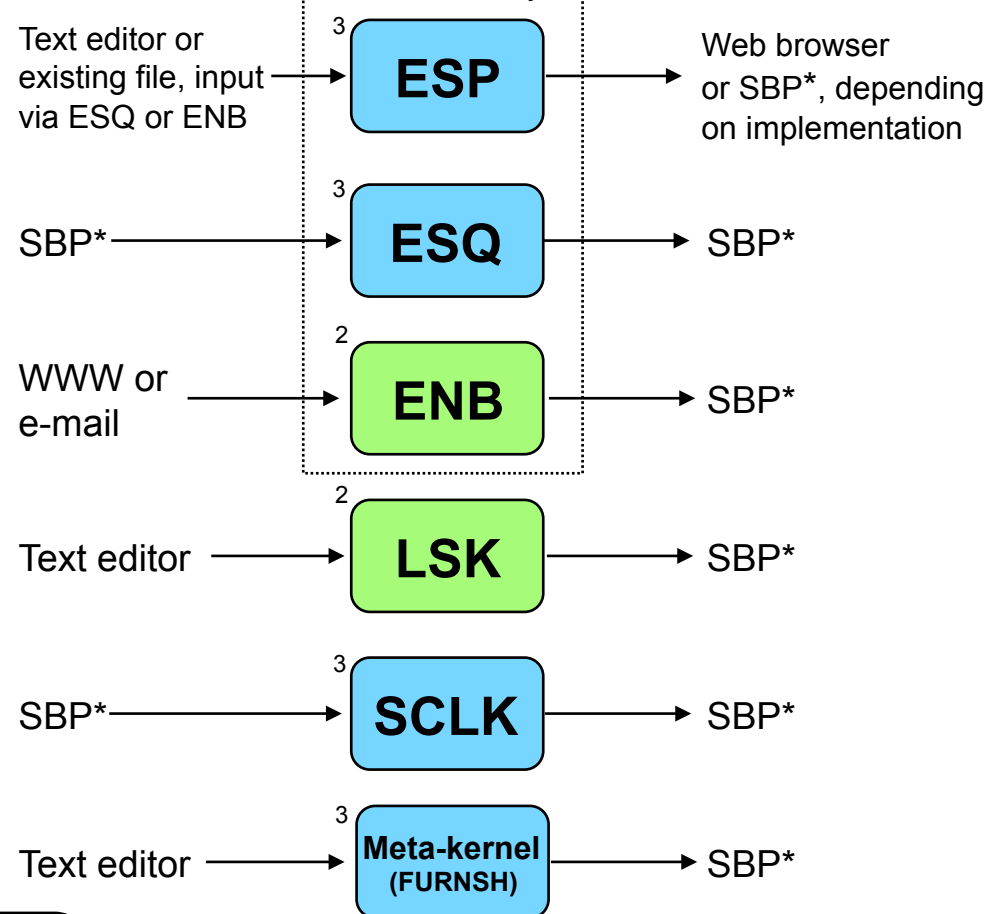 3
Text editor or
existing file, input
via ESQ or ENB
ESP
Web browser
or SBP*, depending
on implementation
3
SBP*
ESQ
SBP*
2
WWW or
e-mail
ENB
SBP*
2
Text editor
LSK
SBP*
3
SBP*
SCLK
SBP*
3
Text editor
Meta-kernel
(FURNSH)
SBP*